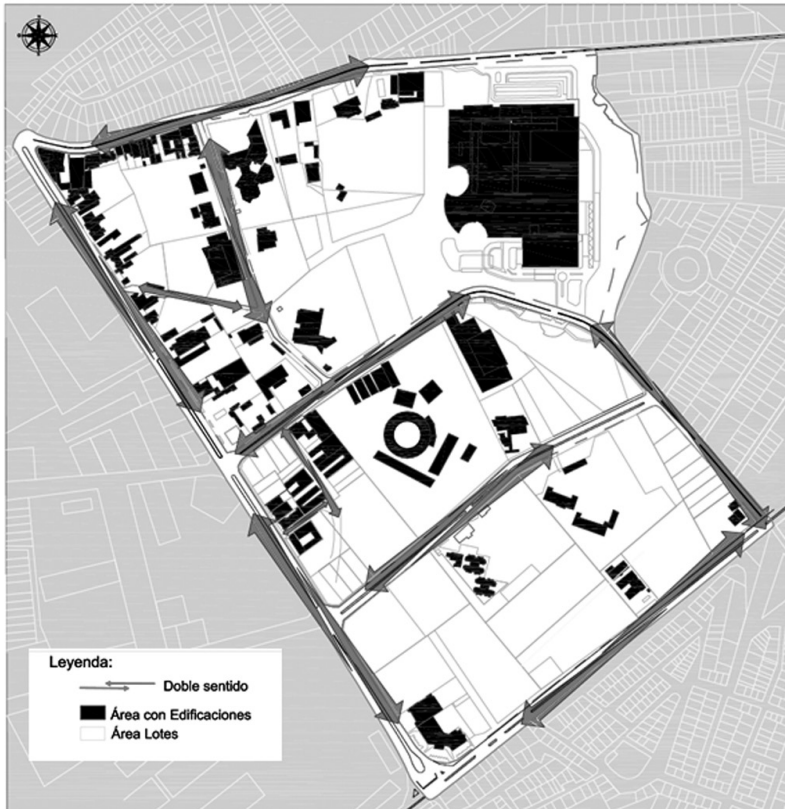 Leyenda:
Doble sentido
Área con Edificaciones
Área Lotes